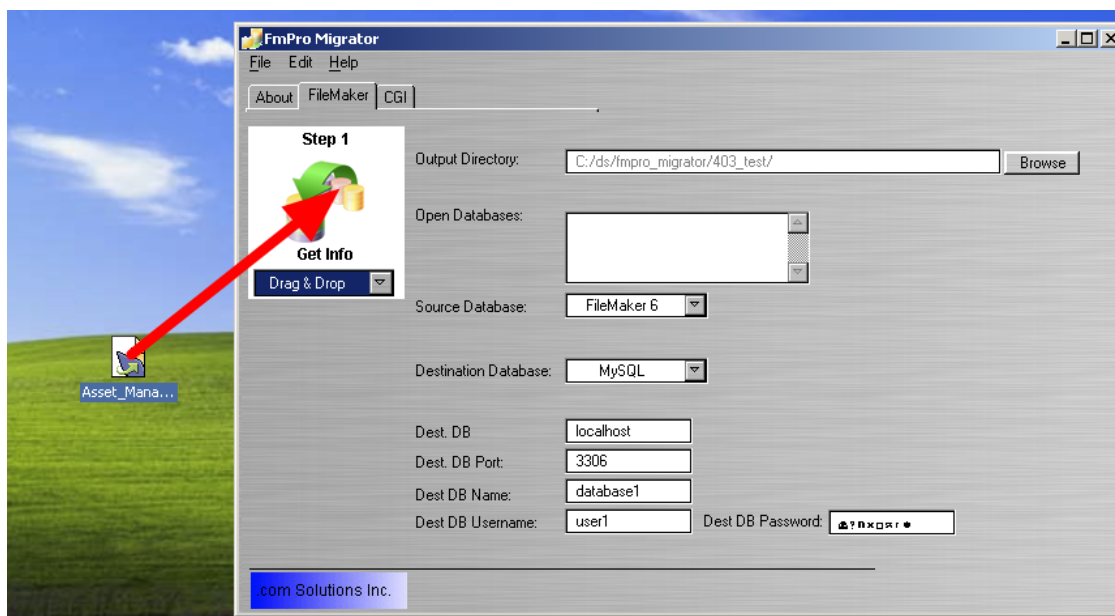 FmPro Migrator
File Edit Help
About FileMaker CGI
Step 1
Get Info
Drag & Drop
Output Directory: C:/ds/fmpro_migrator/403_test/ Browse
Open Databases:
Source Database: FileMaker 6
Destination Database: MySQL
Dest. DB localhost
Dest. DB Port: 3306
Dest DB Name: database1
Dest DB Username: user1 Dest DB Password:
Asset_Mana...
.com Solutions Inc.